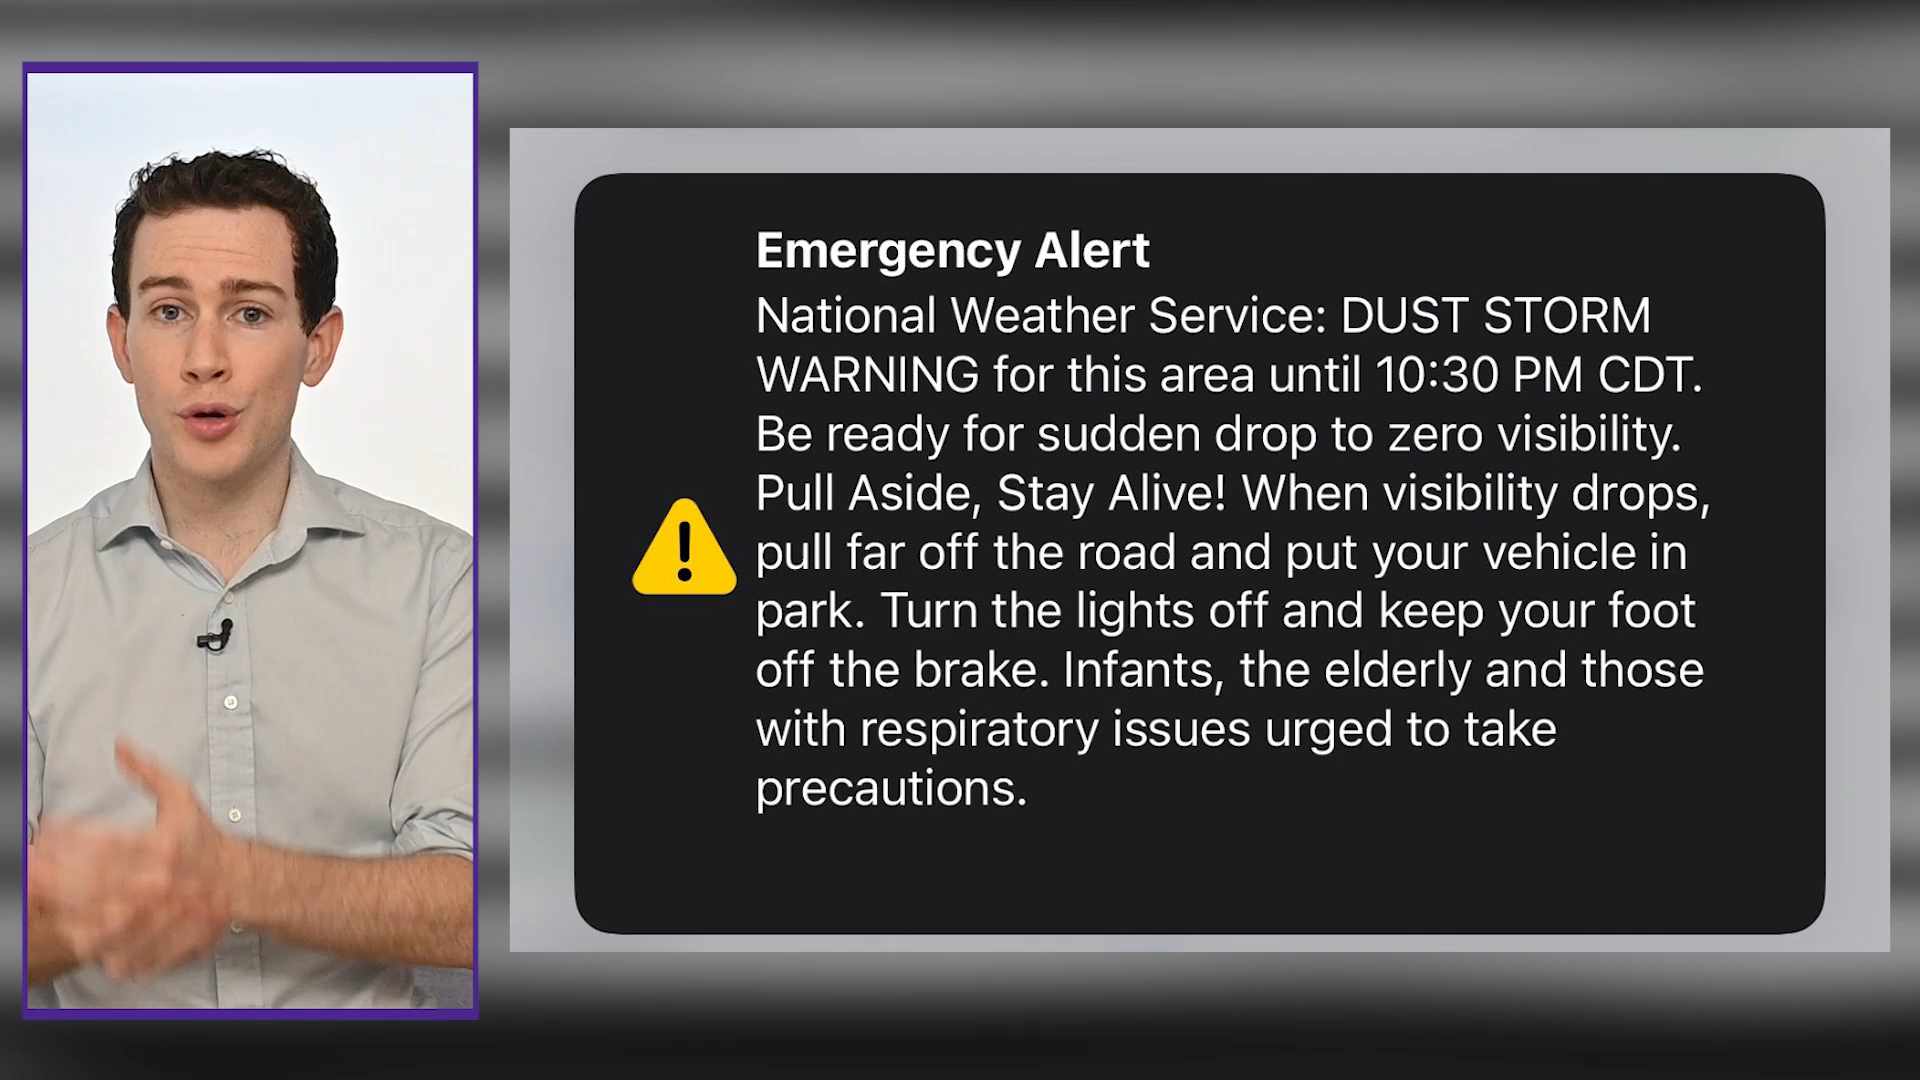 Emergency Alert
National Weather Service: DUST STORM
WARNING for this area until 10:30 PM CDT.
Be ready for sudden drop to zero visibility.
Pull Aside, Stay Alive! When visibility drops,
pull far off the road and put your vehicle in
park. Turn the lights off and keep your foot
off the brake. Infants, the elderly and those
with respiratory issues urged to take
precautions.